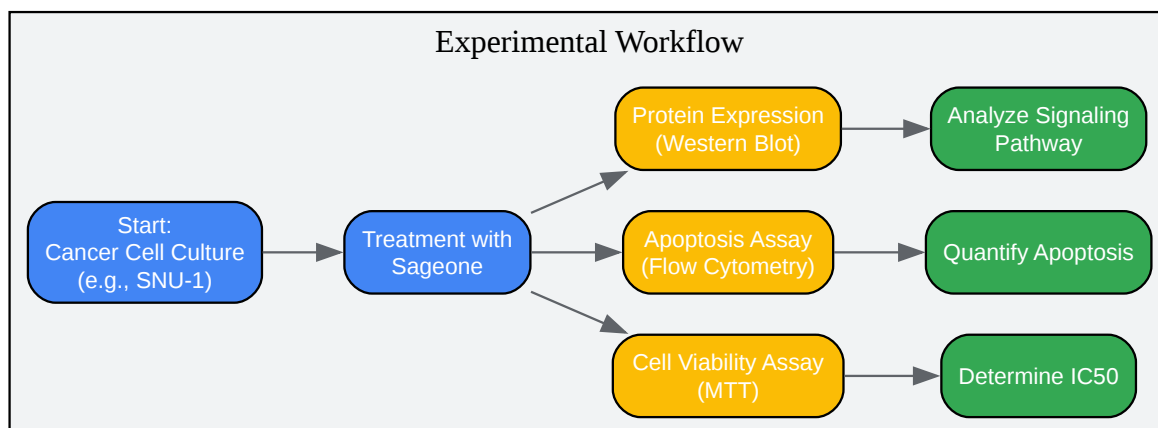 Experimental Workflow
Start:
Cancer Cell Culture
(e.g., SNU-1)
Treatment with
Sageone
Protein Expression
(Western Blot)
Analyze Signaling
Pathway
Apoptosis Assay
(Flow Cytometry)
Quantify Apoptosis
Cell Viability Assay
(MTT)
Determine IC50